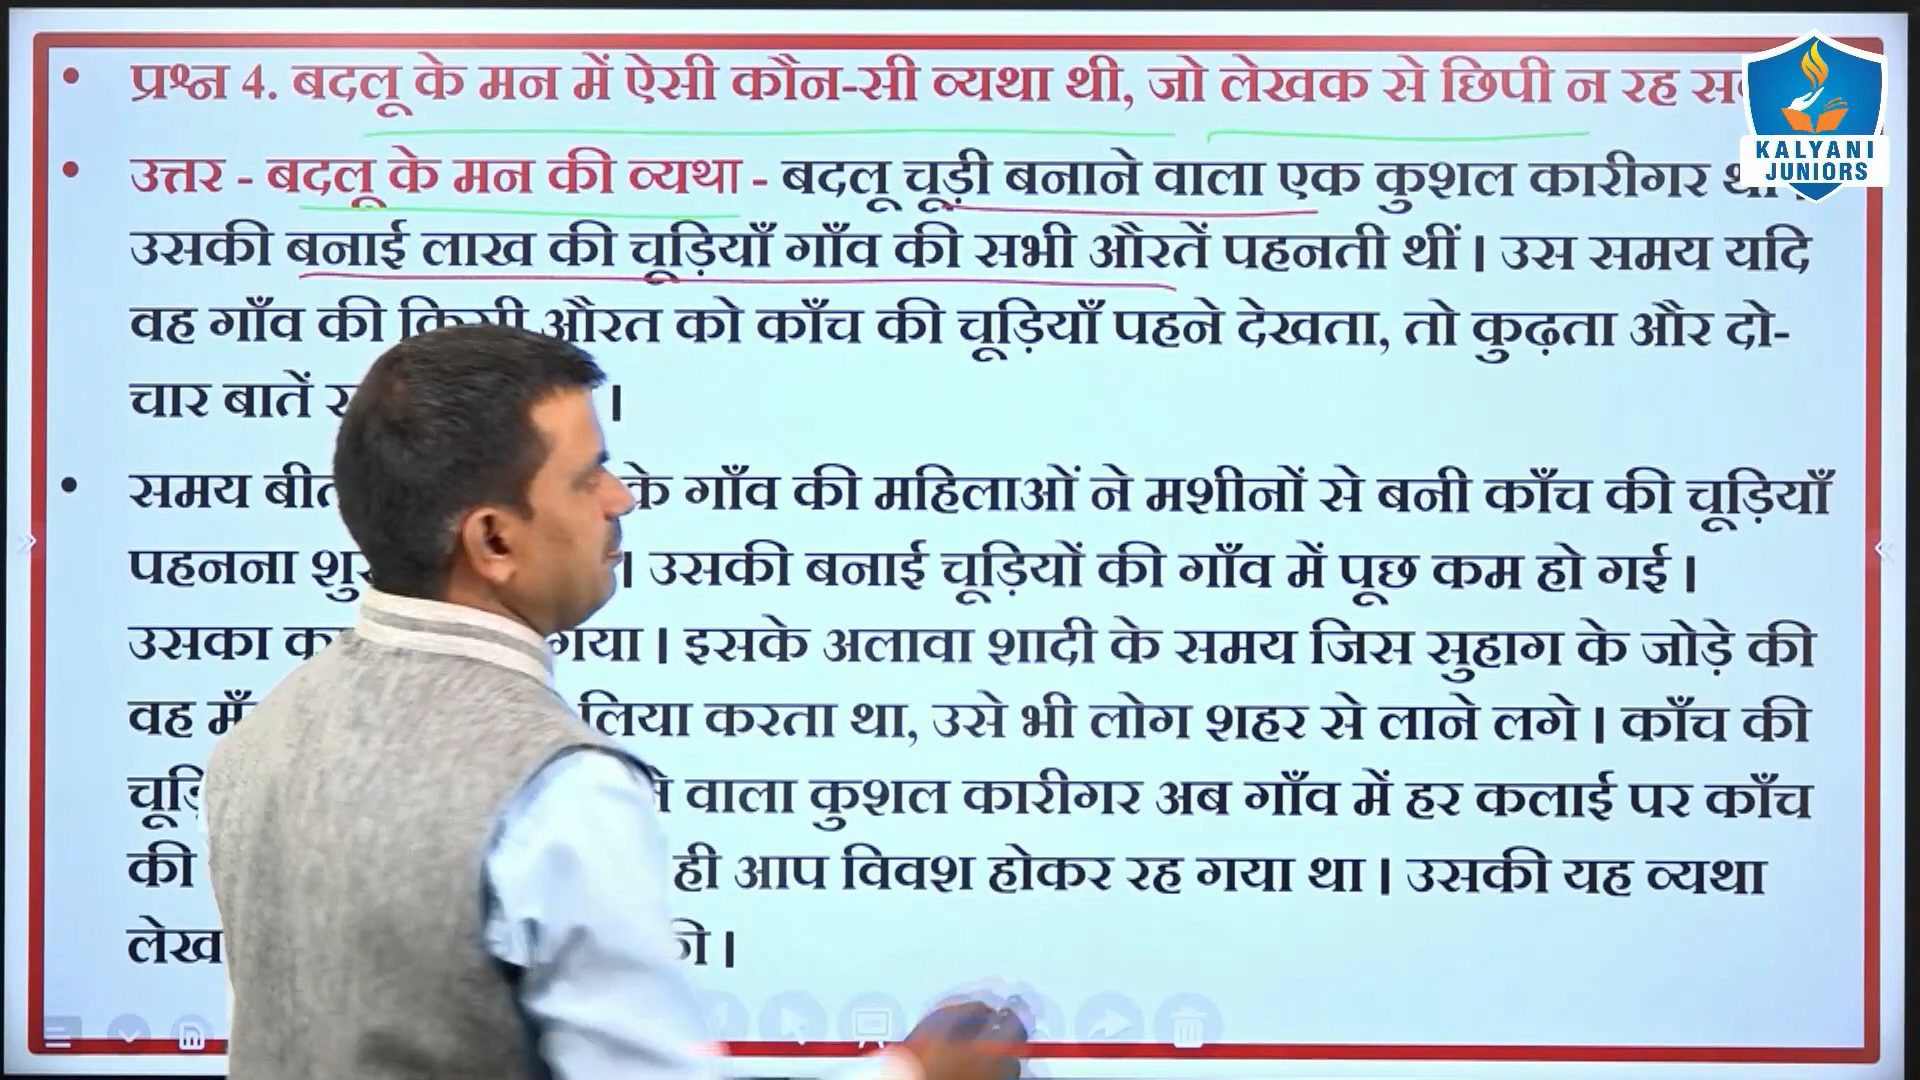 • प्रश्न 4. बदलू के मन में ऐसी कौन-सी व्यथा थी, जो लेखक से छिपी न रह
KALYANI
JUNIORS
• उत्तर - बदलू के मन की व्यथा - बदलू चूड़ी बनाने वाला एक कुशल कारीगर
उसकी बनाई लाख की चूड़ियाँ गाँव की सभी औरतें पहनती थीं। उस समय यदि
वह गाँव की किसी औरत को काँच की चूड़ियाँ पहने देखता, तो कुढ़ता और दो-
चार बातें ।
• समय के गाँव की महिलाओं ने मशीनों से बनी काँच की चूड़ियाँ
पहनना । उसकी बनाई चूड़ियों की गाँव में पूछ कम हो गई।
उसका गया। इसके अलावा शादी के समय जिस सुहाग के जोड़े की
वह लिया करता था, उसे भी लोग शहर से लाने लगे। काँच की
वाला कुशल कारीगर अब गाँव में हर कलाई पर काँच
की ही आप विवश होकर रह गया था। उसकी यह व्यथा